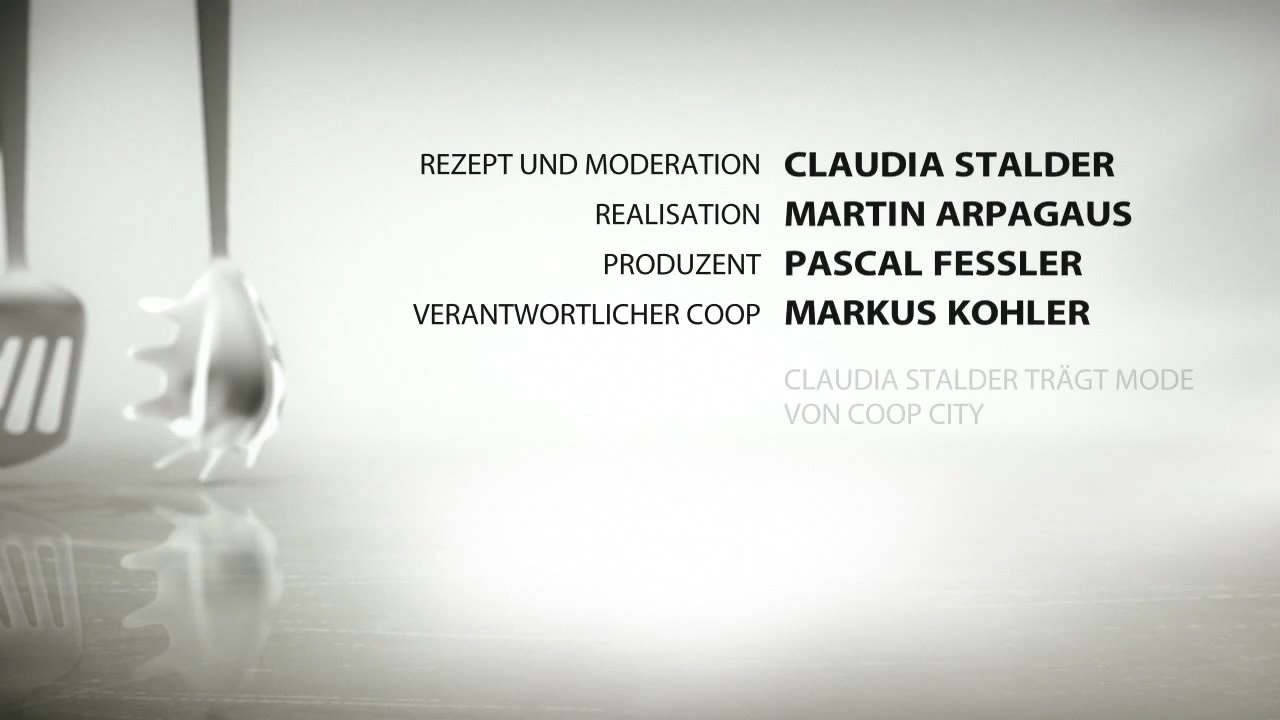 REZEPT UND MODERATION CLAUDIA STALDER
REALISATION MARTIN ARPAGAUS
PRODUZENT PASCAL FESSLER
VERANTWORTLICHER COOP MARKUS KOHLER
CLAUDIA STALDER TRÄGT MODE
VON COOP CITY